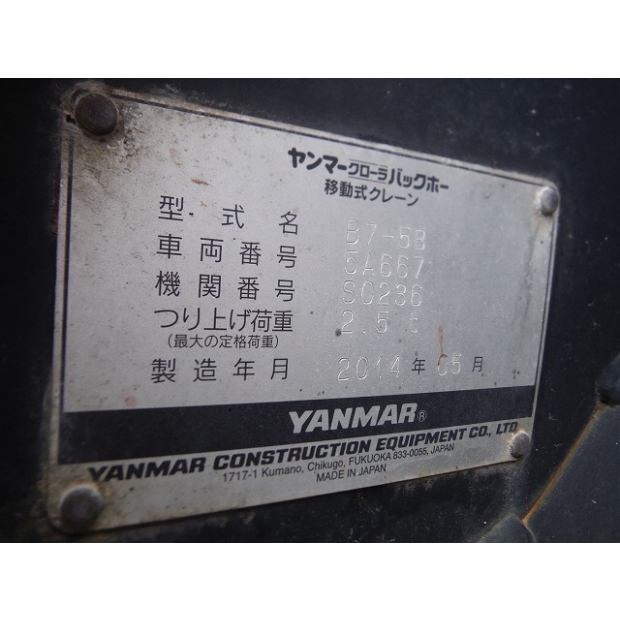 ヤンマークローラバックホー
移動式クレーン
型式名 B7-5B
車両番号 5A667
機関番号 SC236
つり上げ荷重 2.5
(最大の定格荷重)
製造年月 2014年05月
YANMAR®
YANMAR CONSTRUCTION EQUIPMENT CO., LTD
1717-1 Kumano, Chikugo, FUKUOKA 833-0055, JAPAN
MADE IN JAPAN